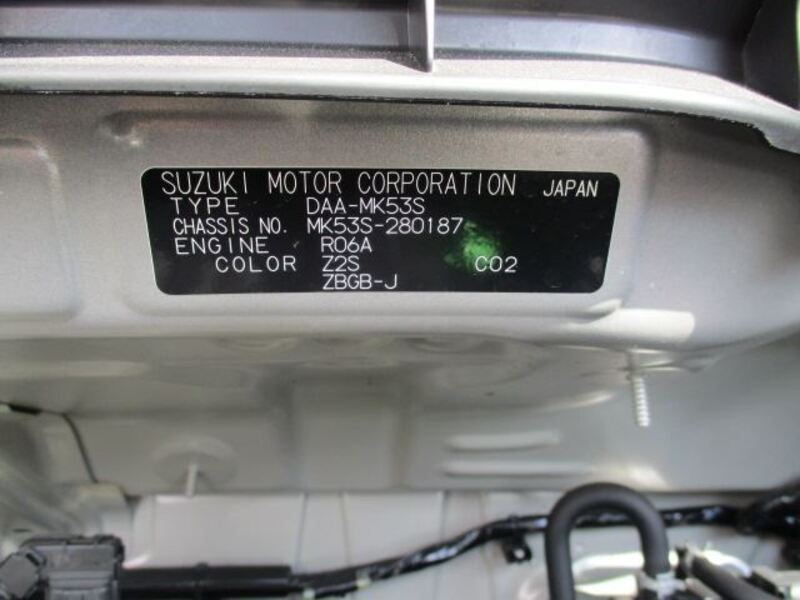 SUZUKI MOTOR CORPORATION JAPAN
TYPE DAA-MK53S
CHASSIS NO. MK53S-280187
ENGINE R06A
COLOR Z2S C02
ZBGB-J